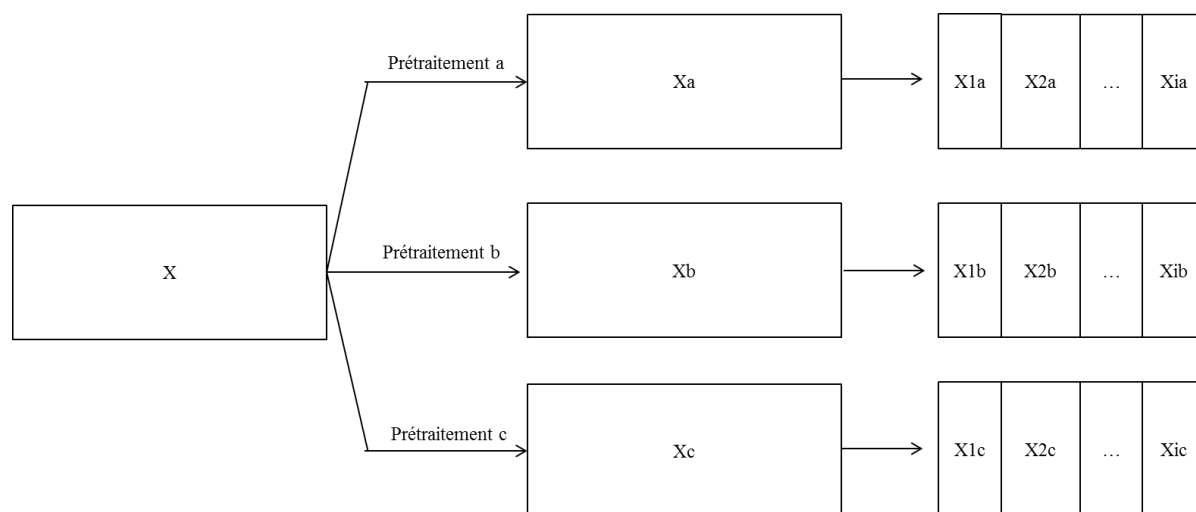 Prétraitement a
Xa
X1a X2a … Xia
X
Prétraitement b
Xb
X1b X2b … Xib
Prétraitement c
Xc
X1c X2c … Xic